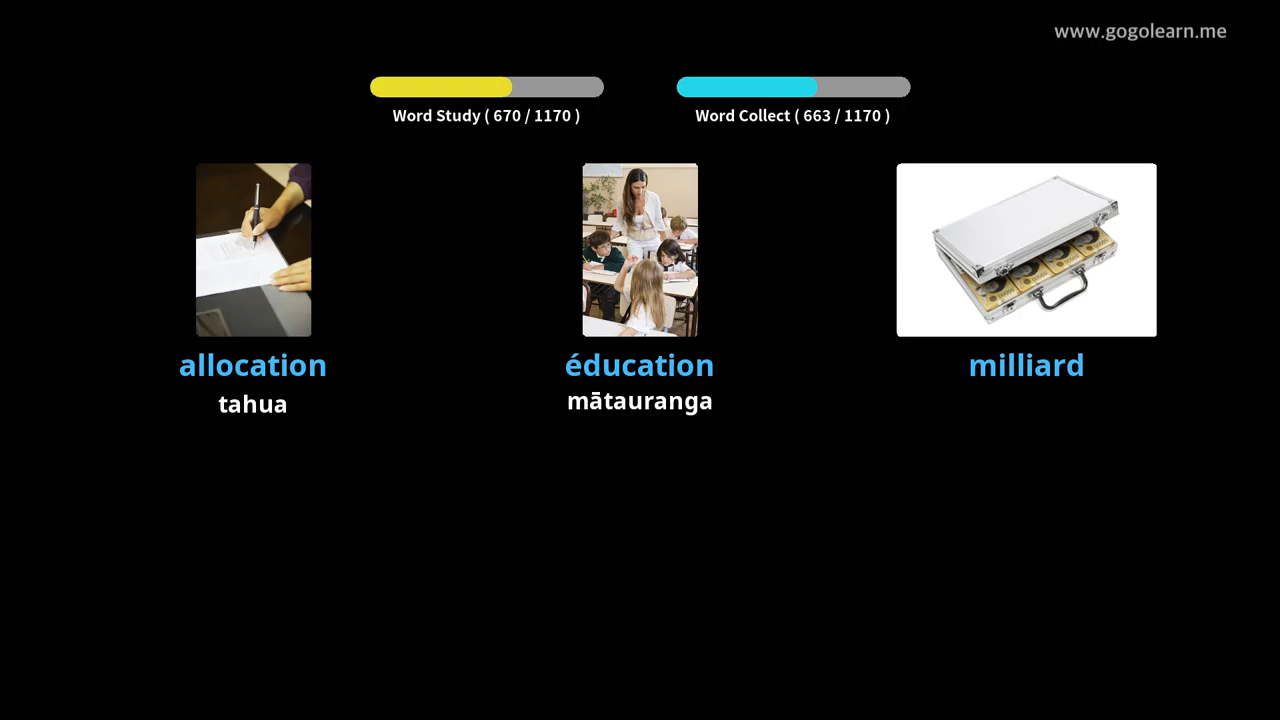 www.gogolearn.me
Word Study ( 670 / 1170 )
Word Collect ( 663 / 1170 )
allocation
tahua
éducation
mātauranga
milliard